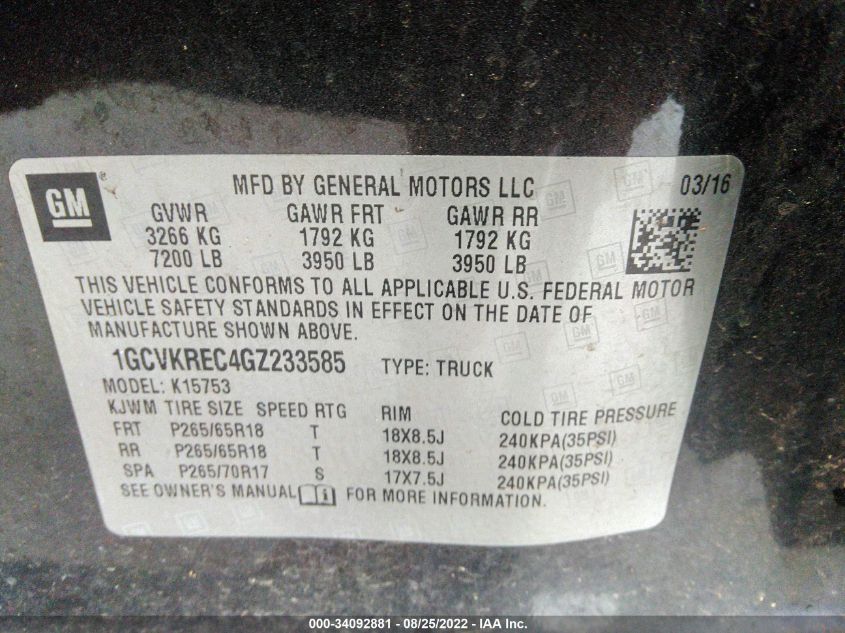 GM ® MFD BY GENERAL MOTORS LLC 03/16
GVWR GAWR FRT GAWR RR
3266 KG 1792 KG 1792 KG
7200 LB 3950 LB 3950 LB
THIS VEHICLE CONFORMS TO ALL APPLICABLE U.S. FEDERAL MOTOR
VEHICLE SAFETY STANDARDS IN EFFECT ON THE DATE OF
MANUFACTURE SHOWN ABOVE.
1GCVKREC4GZ233585 TYPE: TRUCK
MODEL: K15753
KJWM TIRE SIZE SPEED RTG RIM COLD TIRE PRESSURE
FRT P265/65R18 T 18X8.5J 240KPA(35PSI)
RR P265/65R18 T 18X8.5J 240KPA(35PSI)
SPA P265/70R17 S 17X7.5J 240KPA(35PSI)
SEE OWNER'S MANUAL FOR MORE INFORMATION.
000-34092881 - 08/25/2022 - IAA Inc.